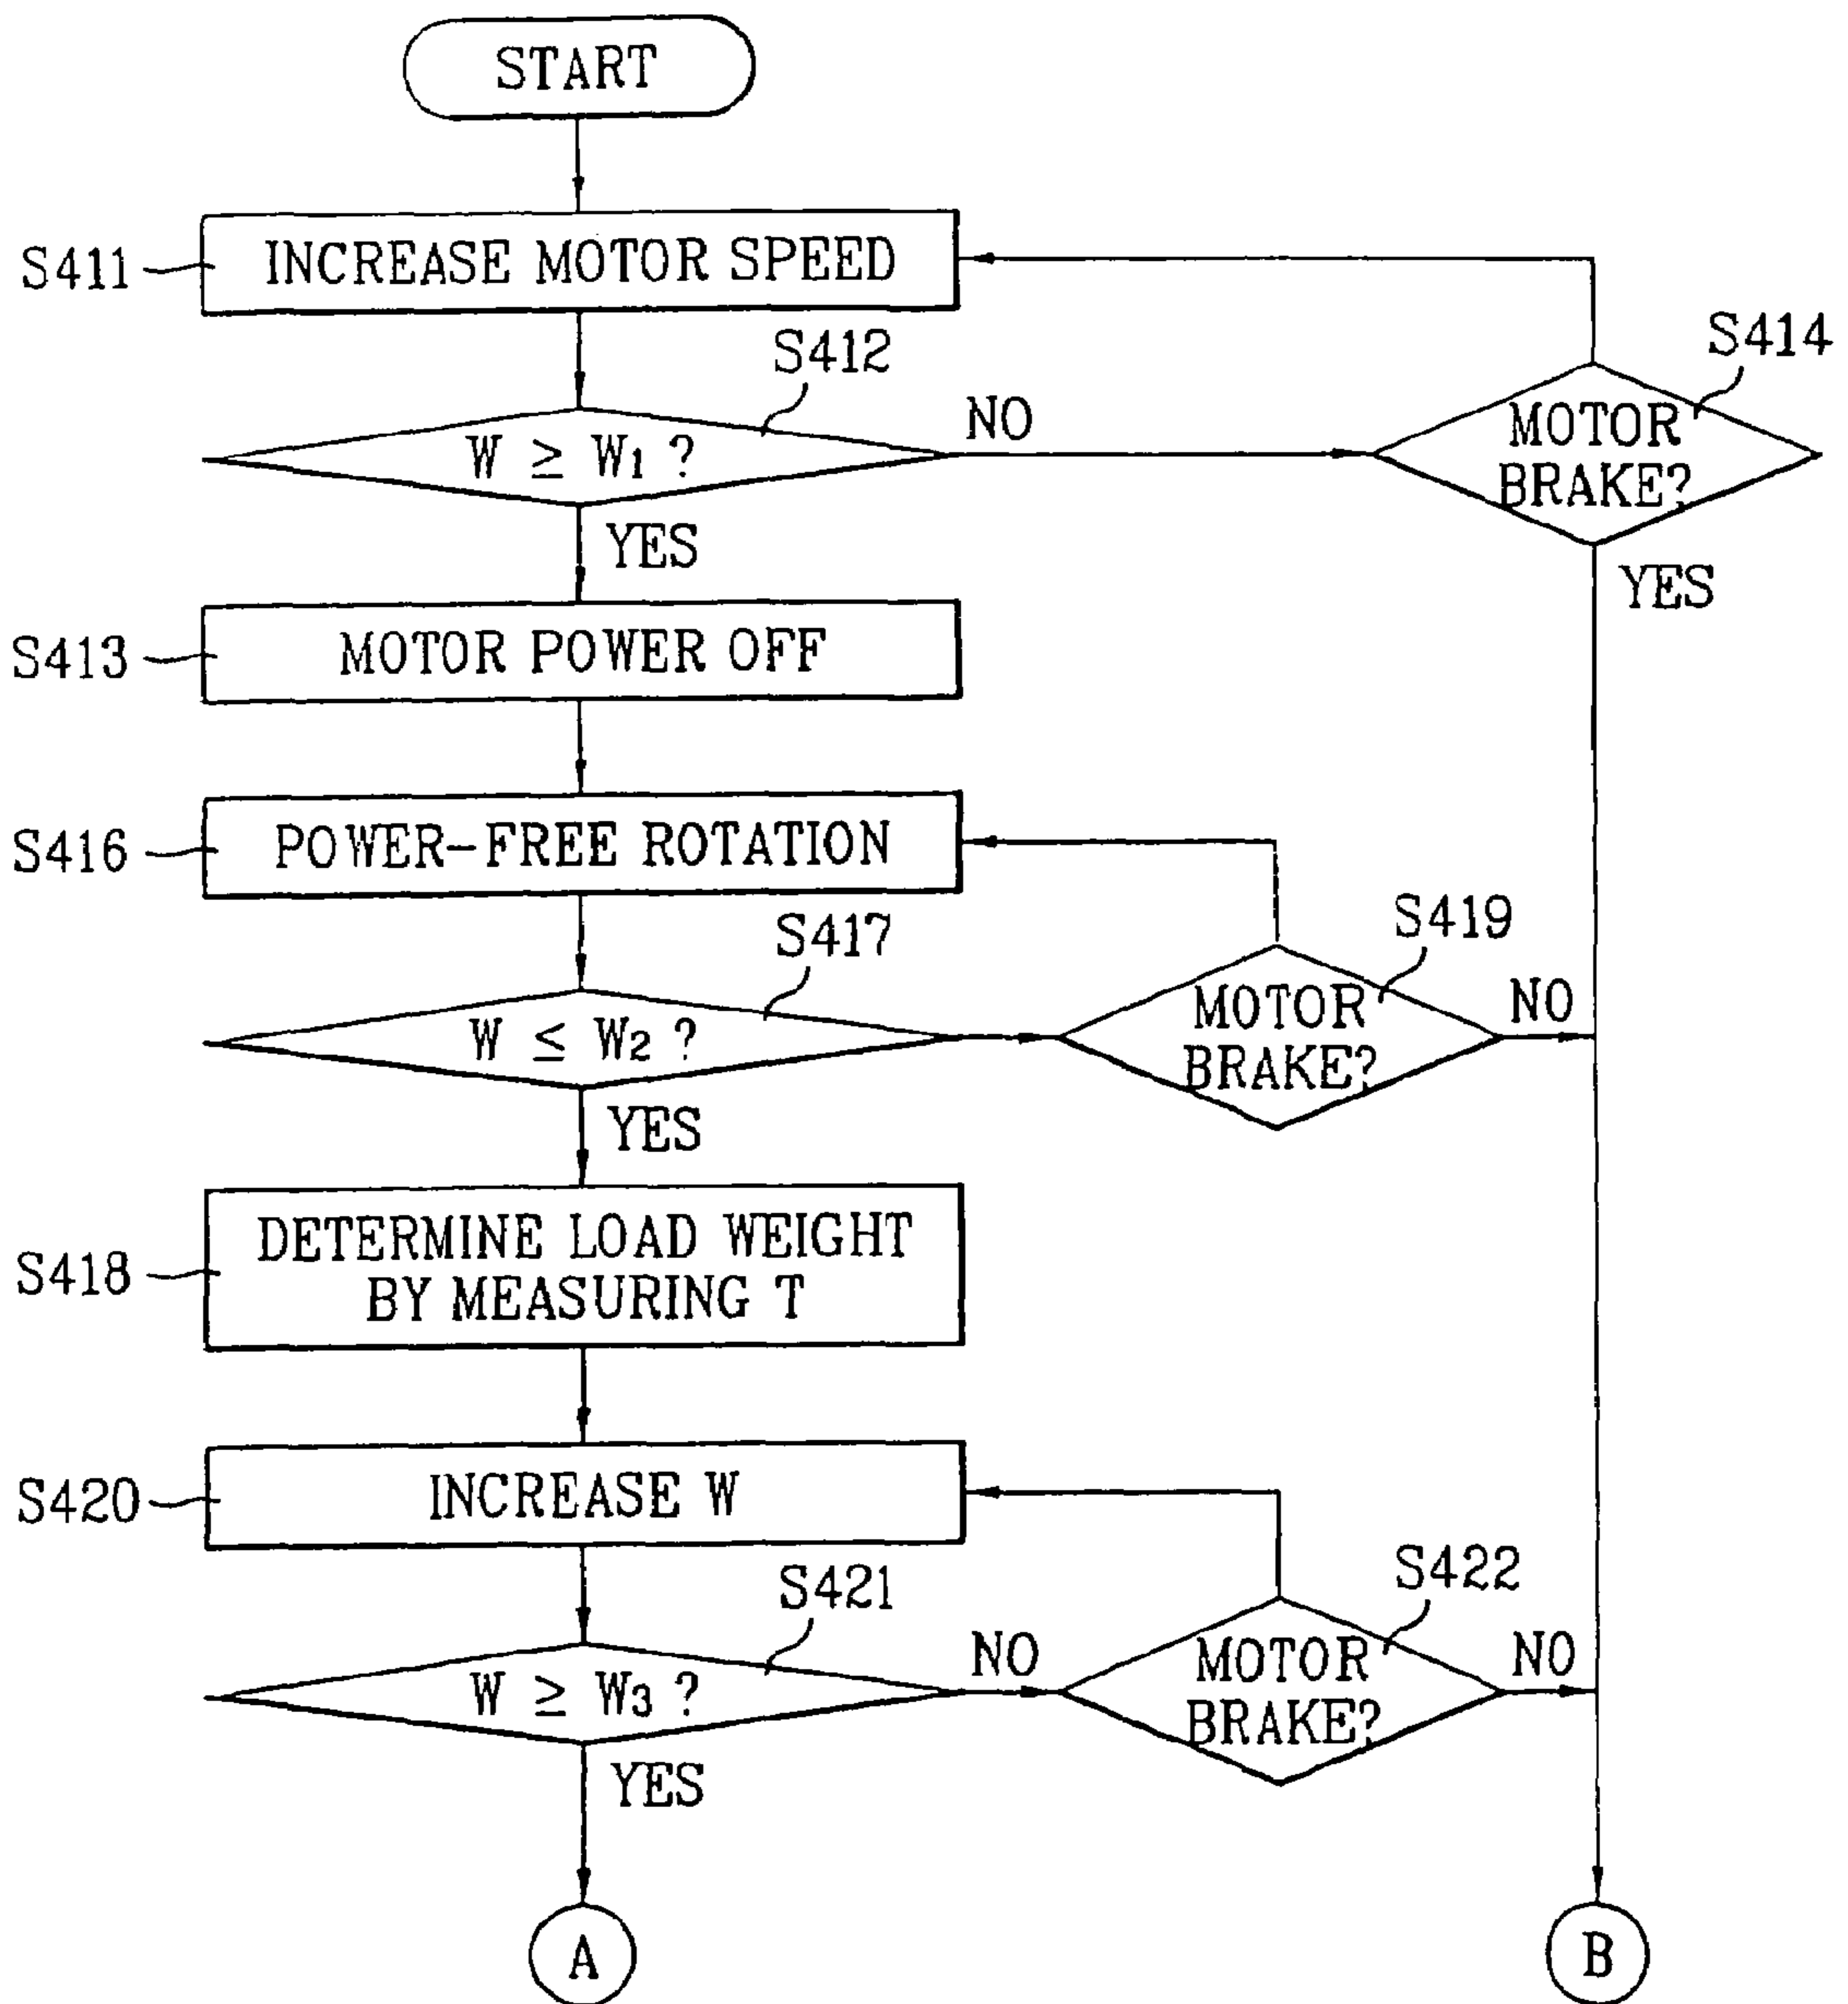 START
S411
INCREASE MOTOR SPEED
S412
S414
W ≥ W1 ?
NO
MOTOR
BRAKE?
YES
YES
S413
MOTOR POWER OFF
S416
POWER-FREE ROTATION
S417
S419
W ≤ W2 ?
MOTOR
BRAKE?
NO
YES
S418
DETERMINE LOAD WEIGHT
BY MEASURING T
S420
INCREASE W
S421
S422
W ≥ W3 ?
NO
MOTOR
BRAKE?
NO
YES
A
B